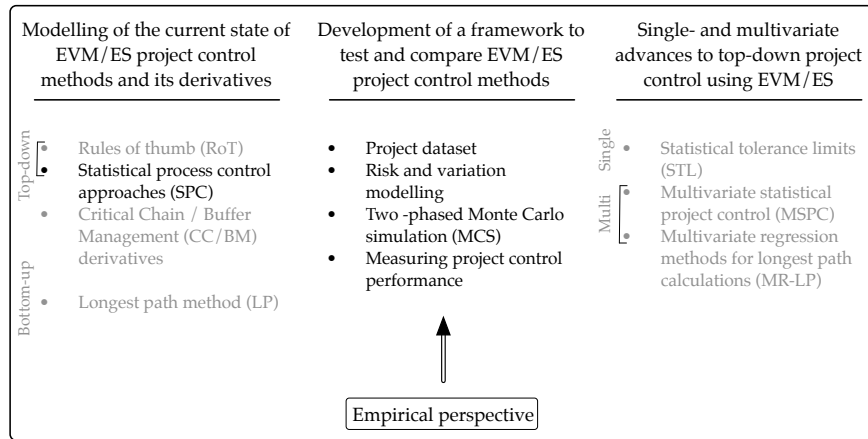 Modelling of the current state of
EVM/ES project control
methods and its derivatives
Top-down
• Rules of thumb (RoT)
• Statistical process control
approaches (SPC)
• Critical Chain / Buffer
Management (CC/BM)
derivatives
Bottom-up
• Longest path method (LP)
Development of a framework to
test and compare EVM/ES
project control methods
• Project dataset
• Risk and variation
modelling
• Two -phased Monte Carlo
simulation (MCS)
• Measuring project control
performance
Single- and multivariate
advances to top-down project
control using EVM/ES
Single
• Statistical tolerance limits
(STL)
Multi
• Multivariate statistical
project control (MSPC)
• Multivariate regression
methods for longest path
calculations (MR-LP)
Empirical perspective